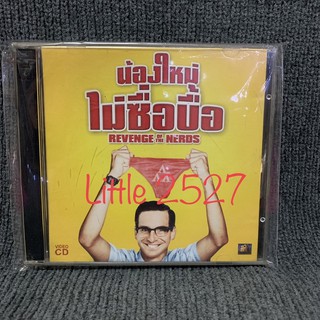 น้องใหม่
ไม่ซื่อบื้อ
REVENGE OF THE NERDS
Little 2527
VIDEO
CD